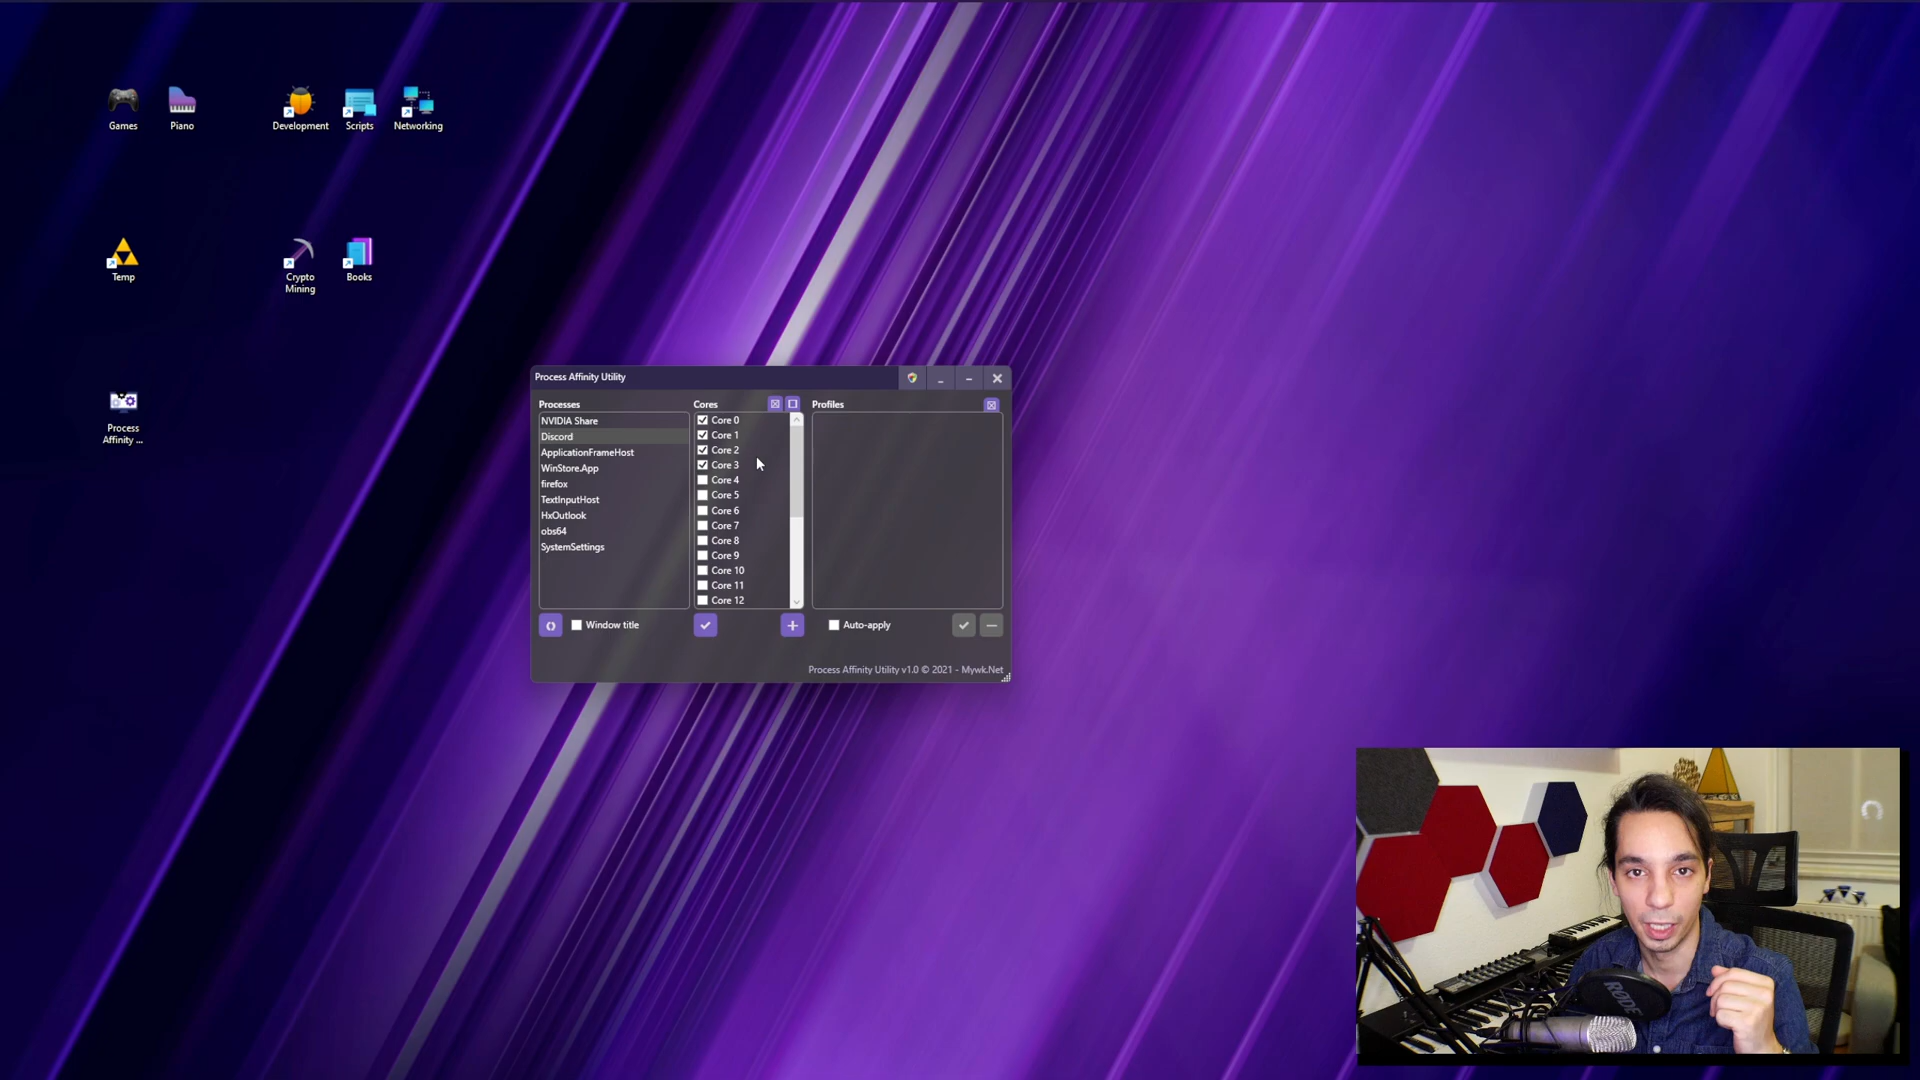 Games
Piano
Development
Scripts
Networking
Temp
Crypto
Mining
Books
Process
Affinity ...
Process Affinity Utility
Processes
NVIDIA Share
Discord
ApplicationFrameHost
WinStore.App
firefox
TextInputHost
HxOutlook
obs64
SystemSettings
Window title
Cores
Core 0
Core 1
Core 2
Core 3
Core 4
Core 5
Core 6
Core 7
Core 8
Core 9
Core 10
Core 11
Core 12
Profiles
Auto-apply
Process Affinity Utility v1.0 © 2021 - Mywk.Net
RØDE